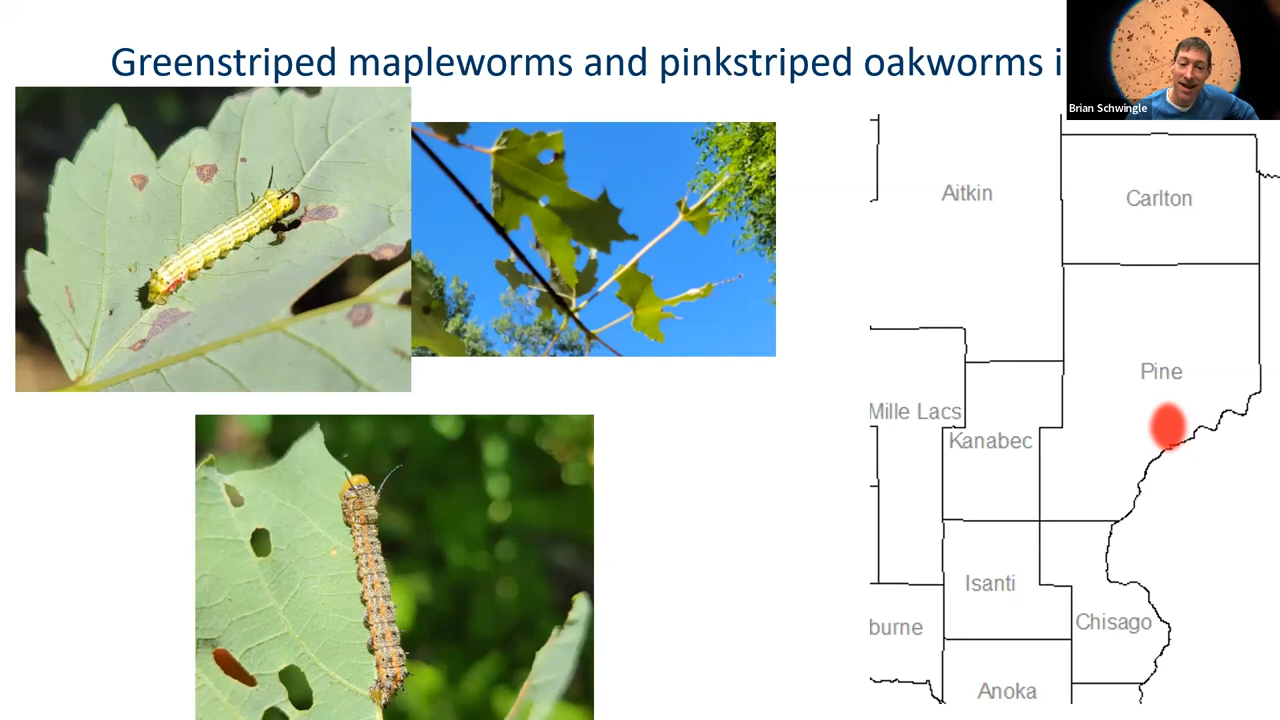 Greenstriped mapleworms and pinkstriped oakworms i
Brian Schwingle
Aitkin
Carlton
Pine
Mille Lacs
Kanabec
Isanti
Chisago
burne
Anoka